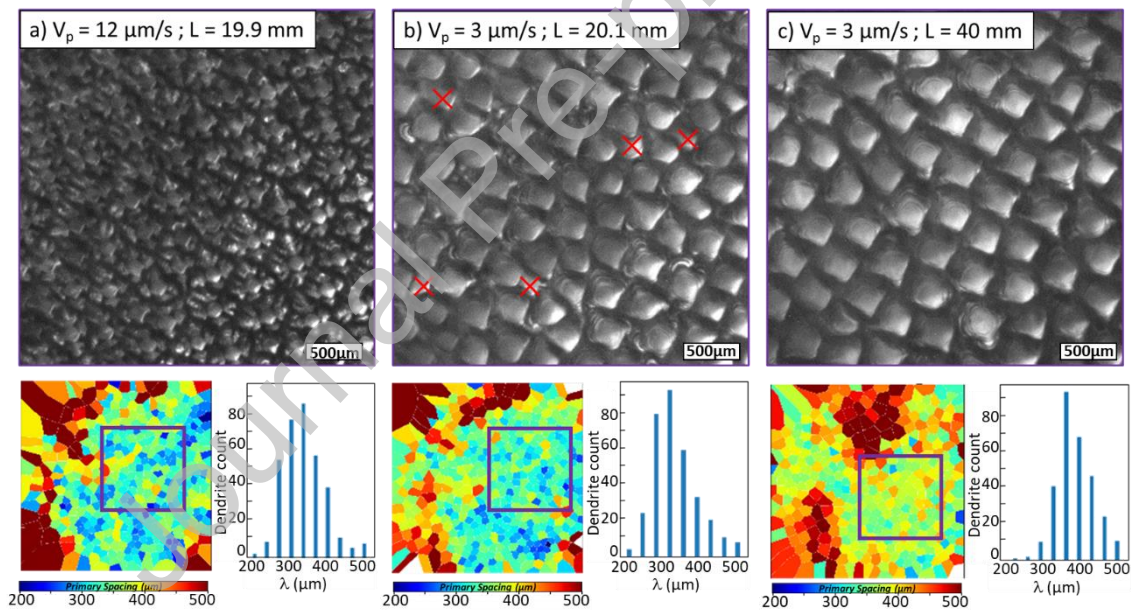 a) Vₚ = 12 µm/s ; L = 19.9 mm
b) Vₚ = 3 µm/s ; L = 20.1 mm
c) Vₚ = 3 µm/s ; L = 40 mm
500µm
500µm
500µm
Journal Pre-p
Dendrite count
80
60
40
20
0
200 300 400 500
λ (µm)
Primary Spacing (µm)
200 300 400 500
Dendrite count
80
60
40
20
0
200 300 400 500
λ (µm)
Primary Spacing (µm)
200 300 400 500
Dendrite count
80
60
40
20
0
200 300 400 500
λ (µm)
Primary Spacing (µm)
200 300 400 500